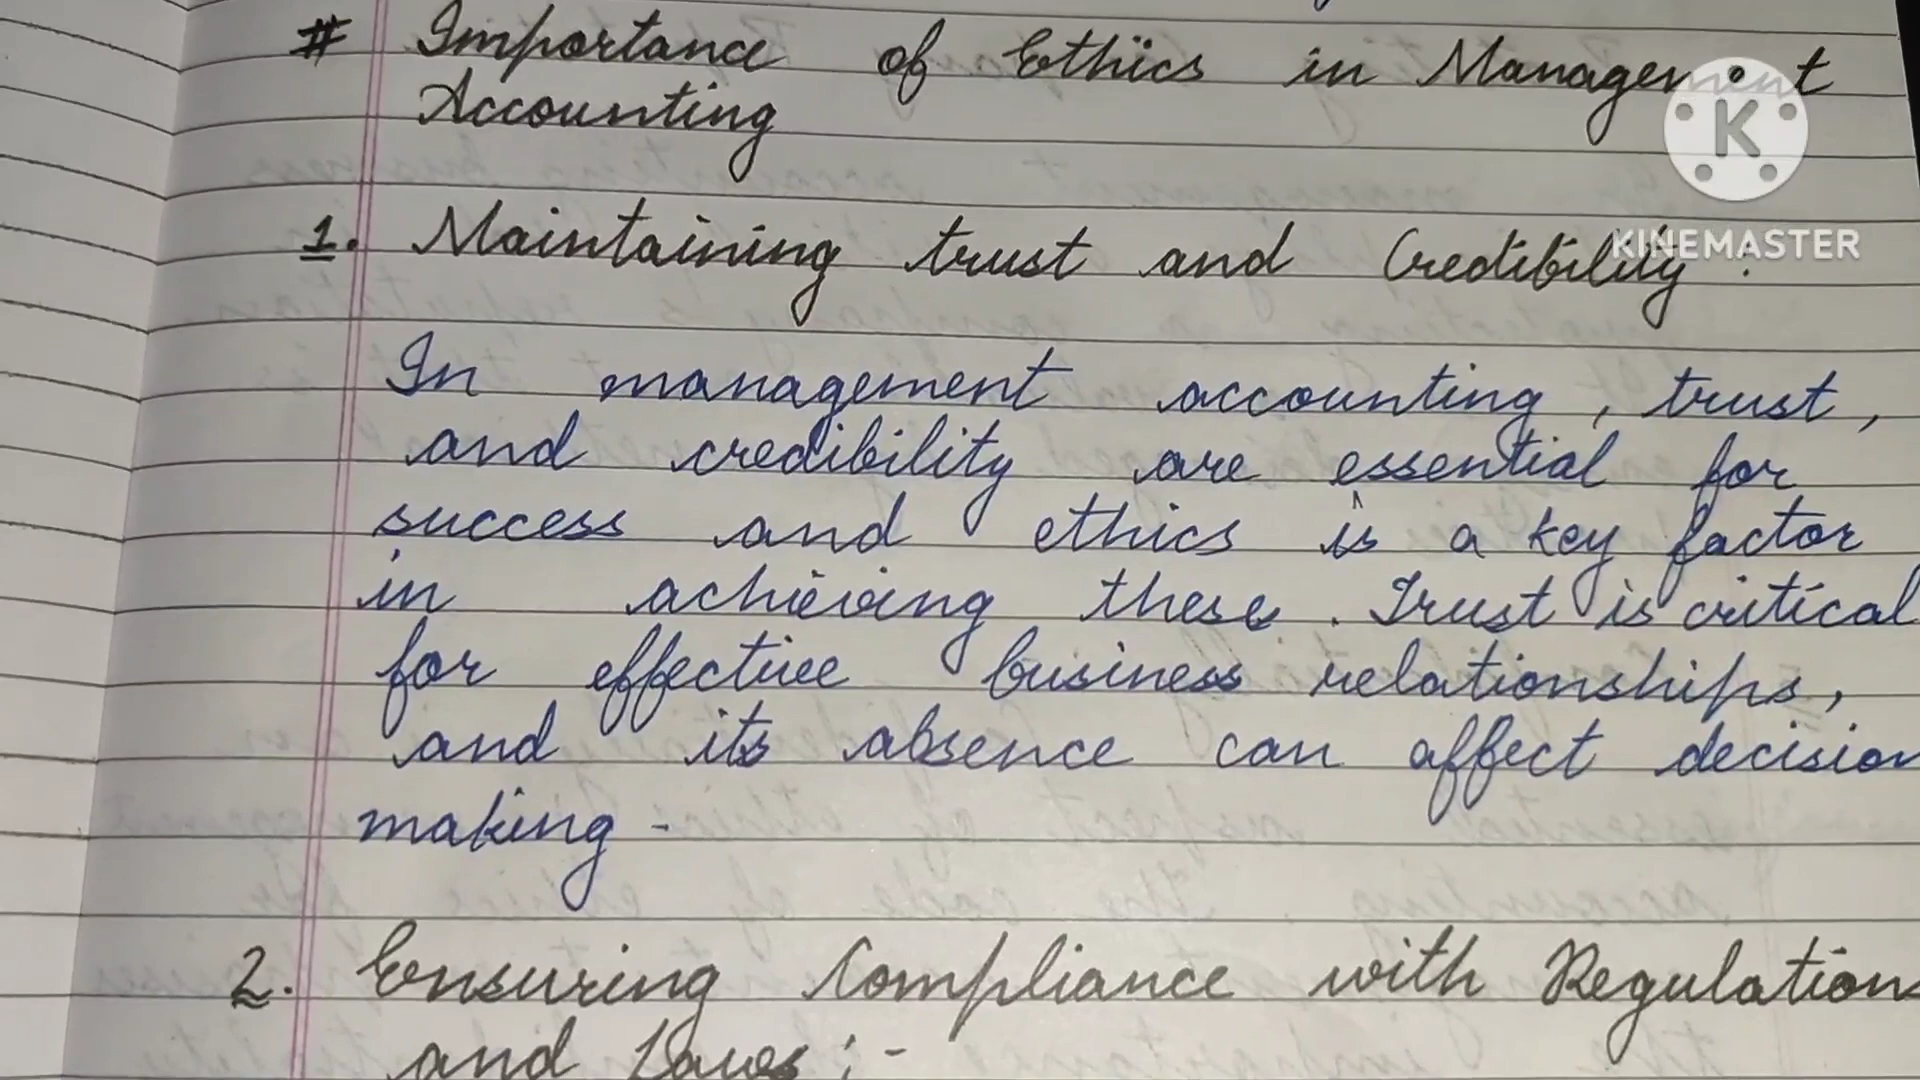 # Importance of Ethics in Management
Accounting
1. Maintaining trust and Credibility :
In management accounting, trust,
and credibility are essential for
success and ethics is a key factor
in achieving these. Trust is critical
for effective business relationships,
and its absence can affect decision
making -
2. Ensuring Compliance with Regulations
and Laws :-
K
KINEMASTER